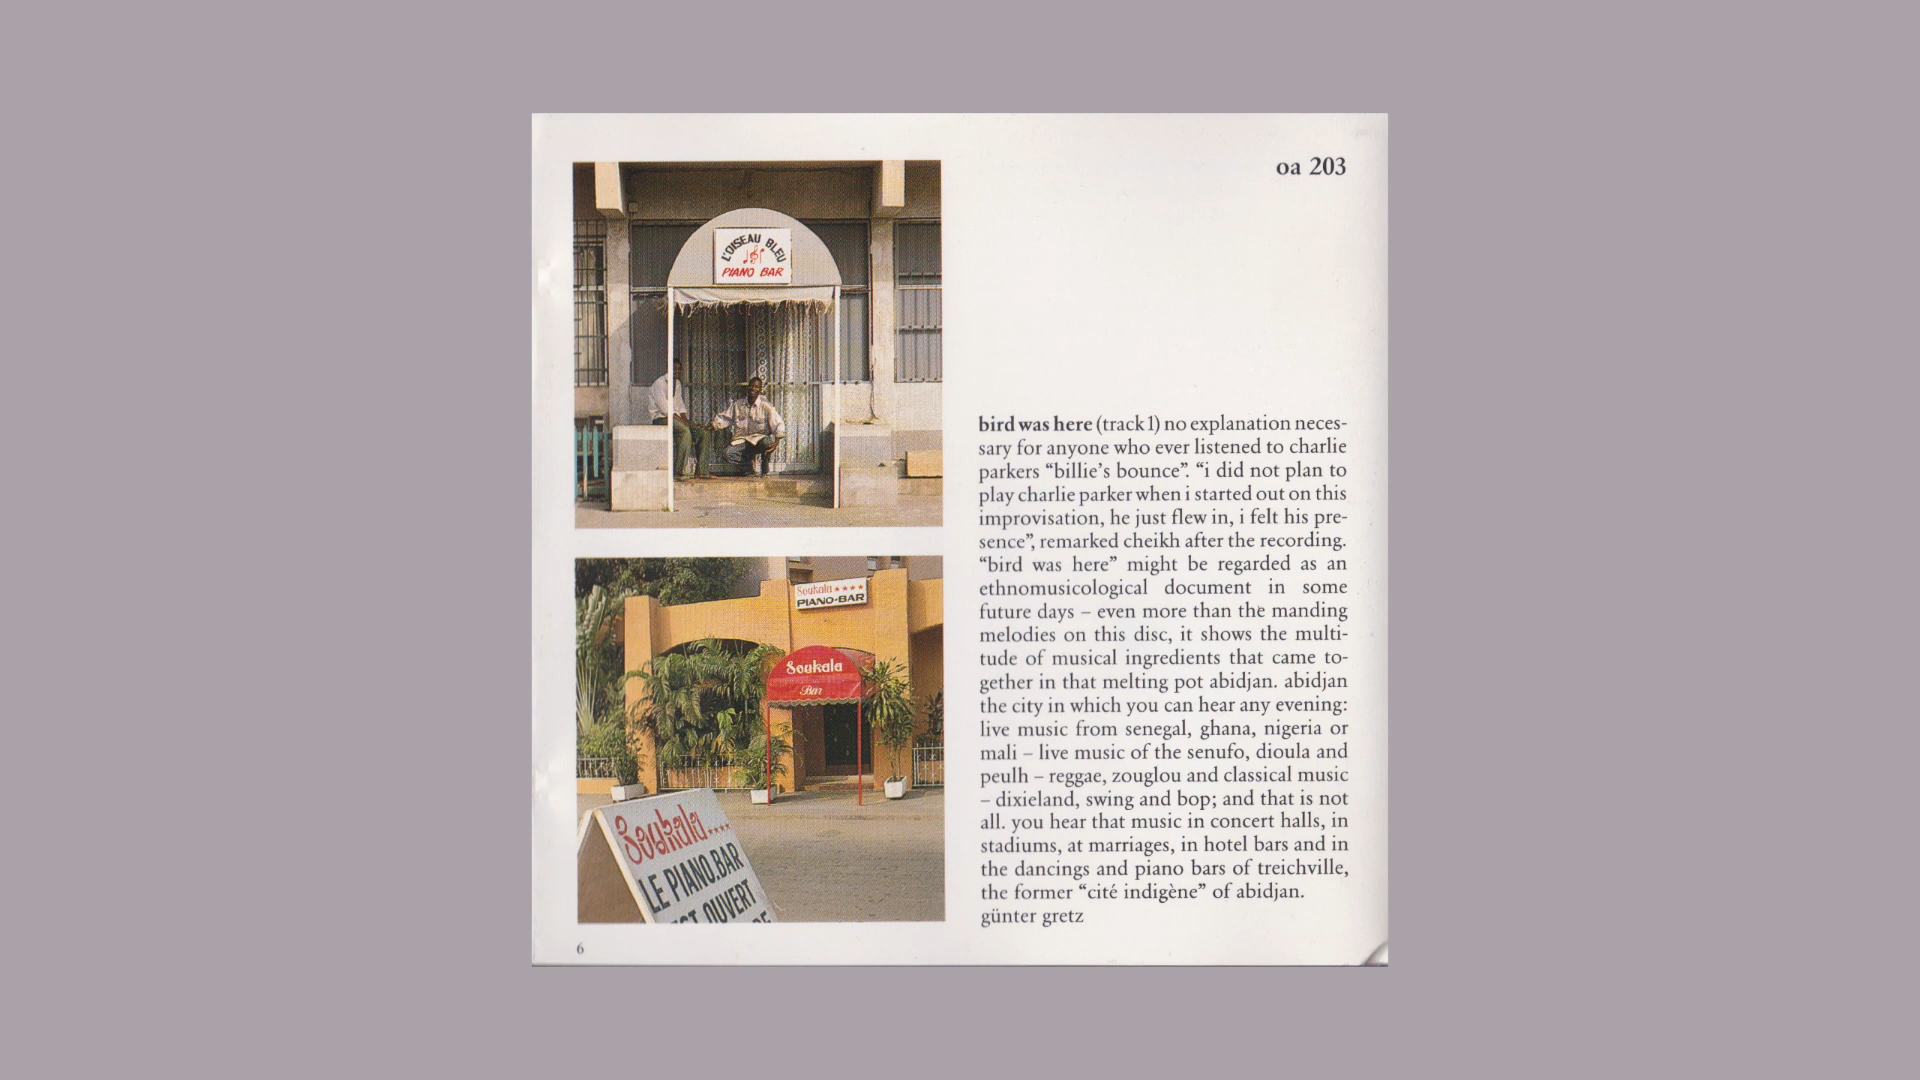 L'OISEAU BLEU
PIANO BAR
Soukala ★★★★
PIANO-BAR
Soukala
Bar
Soukala....
LE PIANO.BAR
EST OUVERT
6
oa 203
bird was here (track 1) no explanation neces-
sary for anyone who ever listened to charlie
parkers “billie’s bounce”. “i did not plan to
play charlie parker when i started out on this
improvisation, he just flew in, i felt his pre-
sence”, remarked cheikh after the recording.
“bird was here” might be regarded as an
ethnomusicological document in some
future days – even more than the manding
melodies on this disc, it shows the multi-
tude of musical ingredients that came to-
gether in that melting pot abidjan. abidjan
the city in which you can hear any evening:
live music from senegal, ghana, nigeria or
mali – live music of the senufo, dioula and
peulh – reggae, zouglou and classical music
– dixieland, swing and bop; and that is not
all. you hear that music in concert halls, in
stadiums, at marriages, in hotel bars and in
the dancings and piano bars of treichville,
the former “cité indigène” of abidjan.
günter gretz